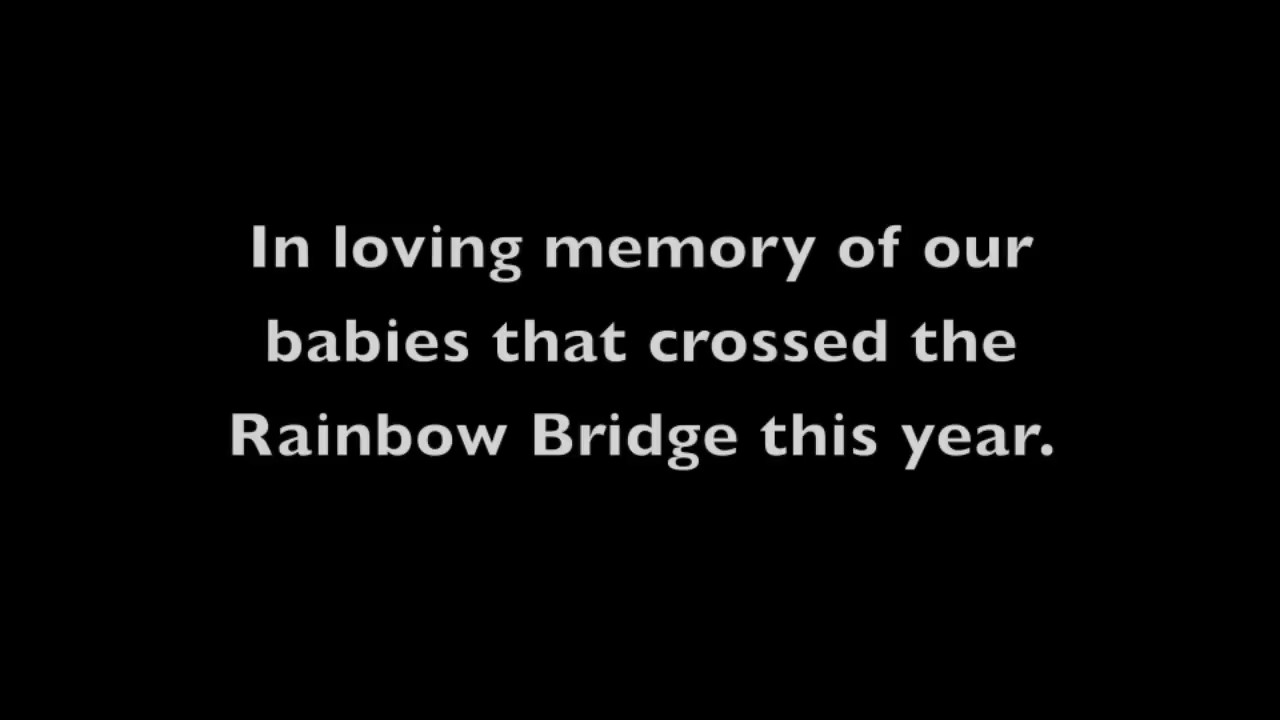 In loving memory of our
babies that crossed the
Rainbow Bridge this year.